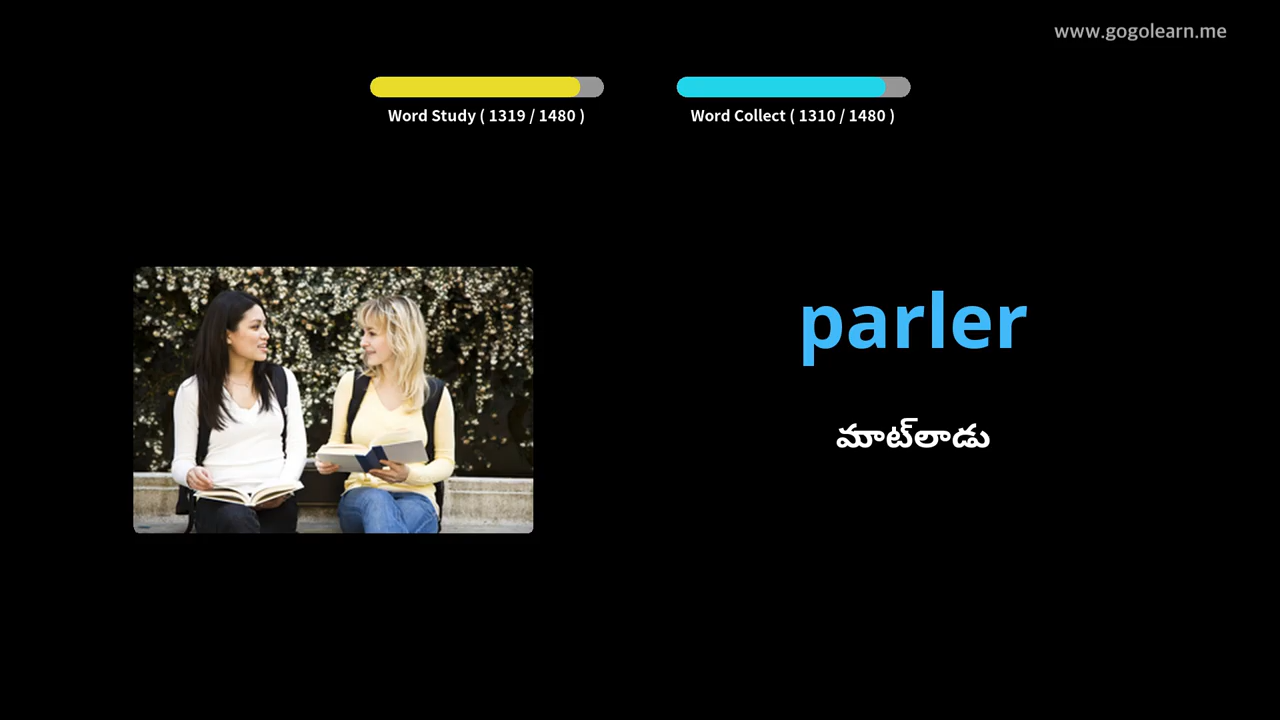 www.gogolearn.me
Word Study ( 1319 / 1480 )
Word Collect ( 1310 / 1480 )
parler
మాట్‌లాడు